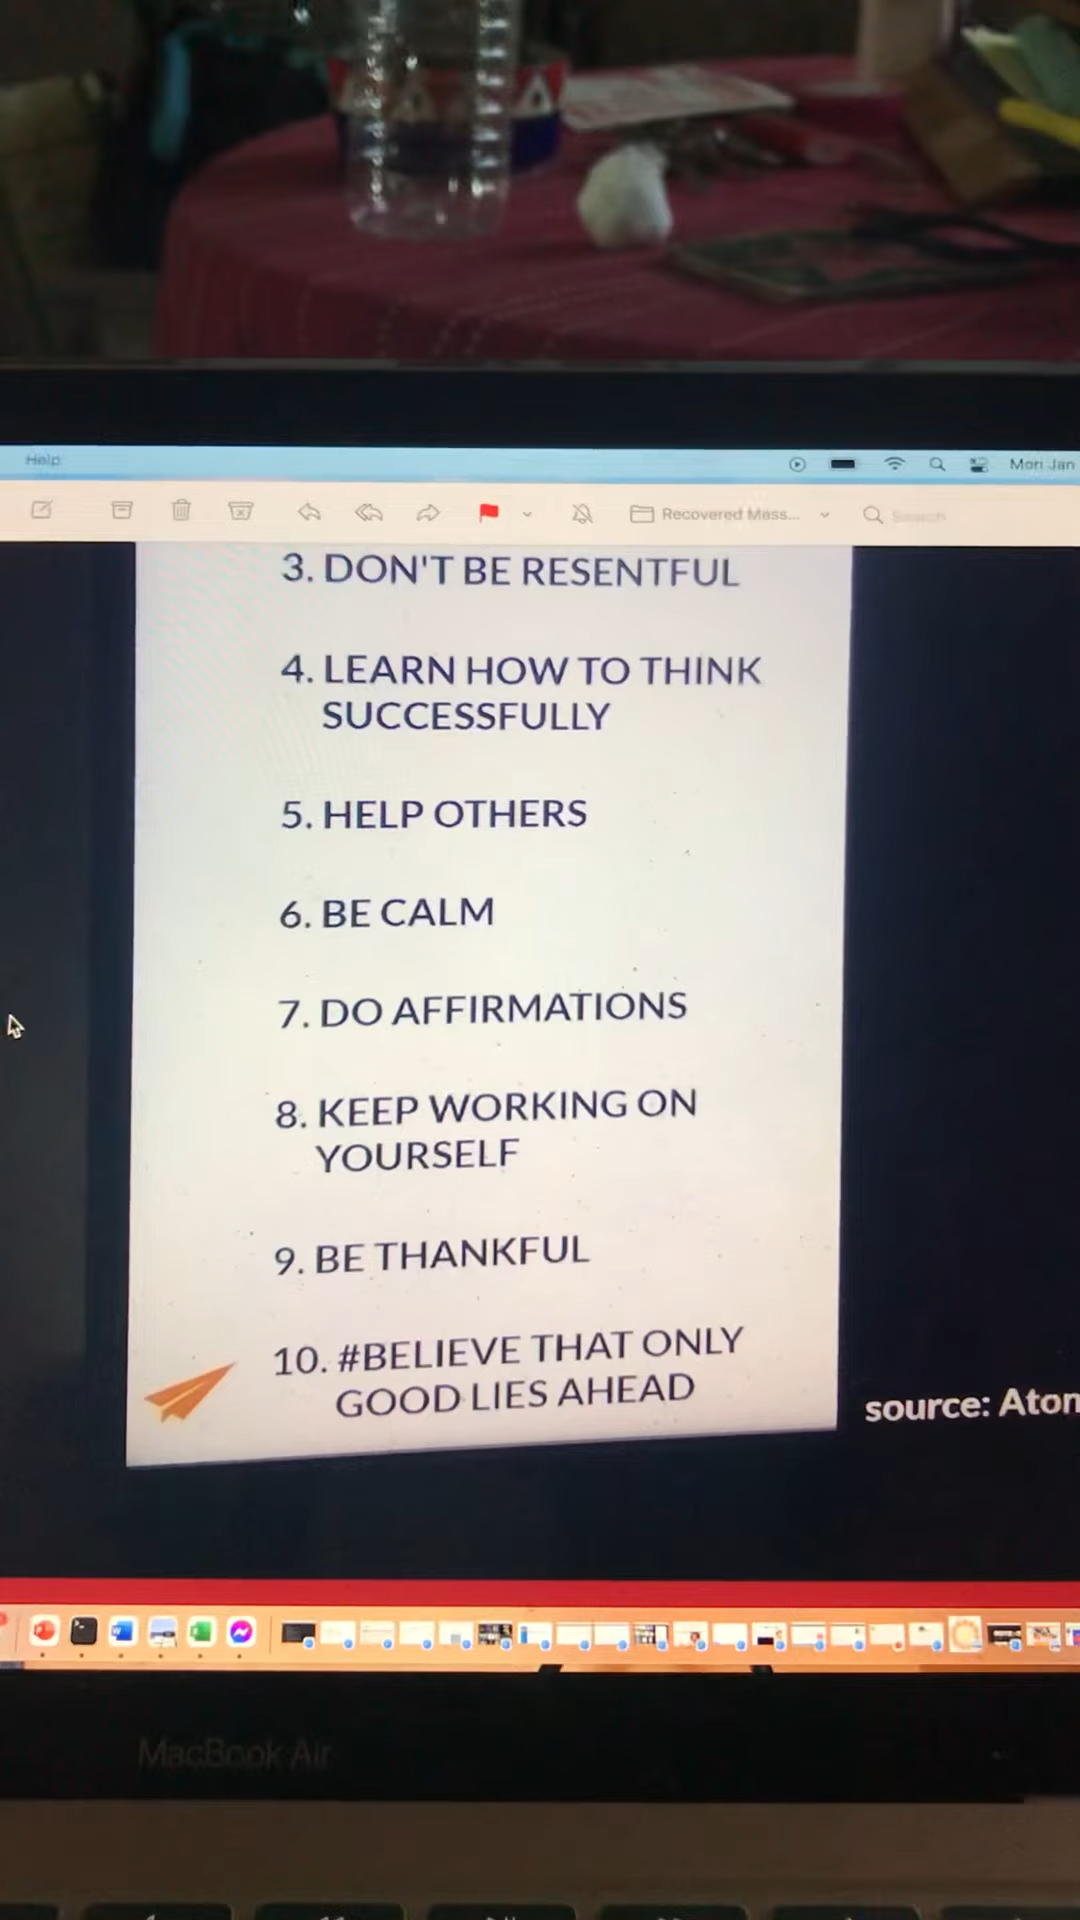 Help
Mon Jan
Recovered Mess...
Search
3. DON'T BE RESENTFUL
4. LEARN HOW TO THINK
SUCCESSFULLY
5. HELP OTHERS
6. BE CALM
7. DO AFFIRMATIONS
8. KEEP WORKING ON
YOURSELF
9. BE THANKFUL
10. #BELIEVE THAT ONLY
GOOD LIES AHEAD
source: Aton
MacBook Air